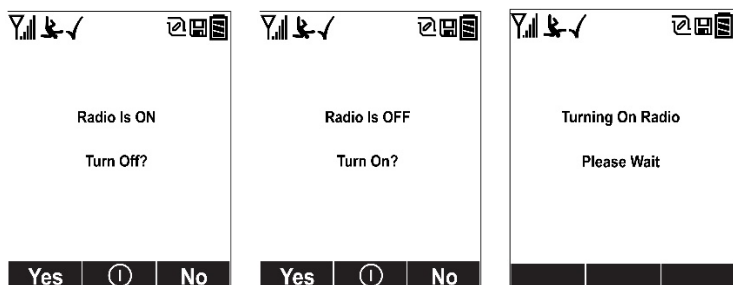 Radio Is ON
Turn Off?
Yes No
Radio Is OFF
Turn On?
Yes No
Turning On Radio
Please Wait